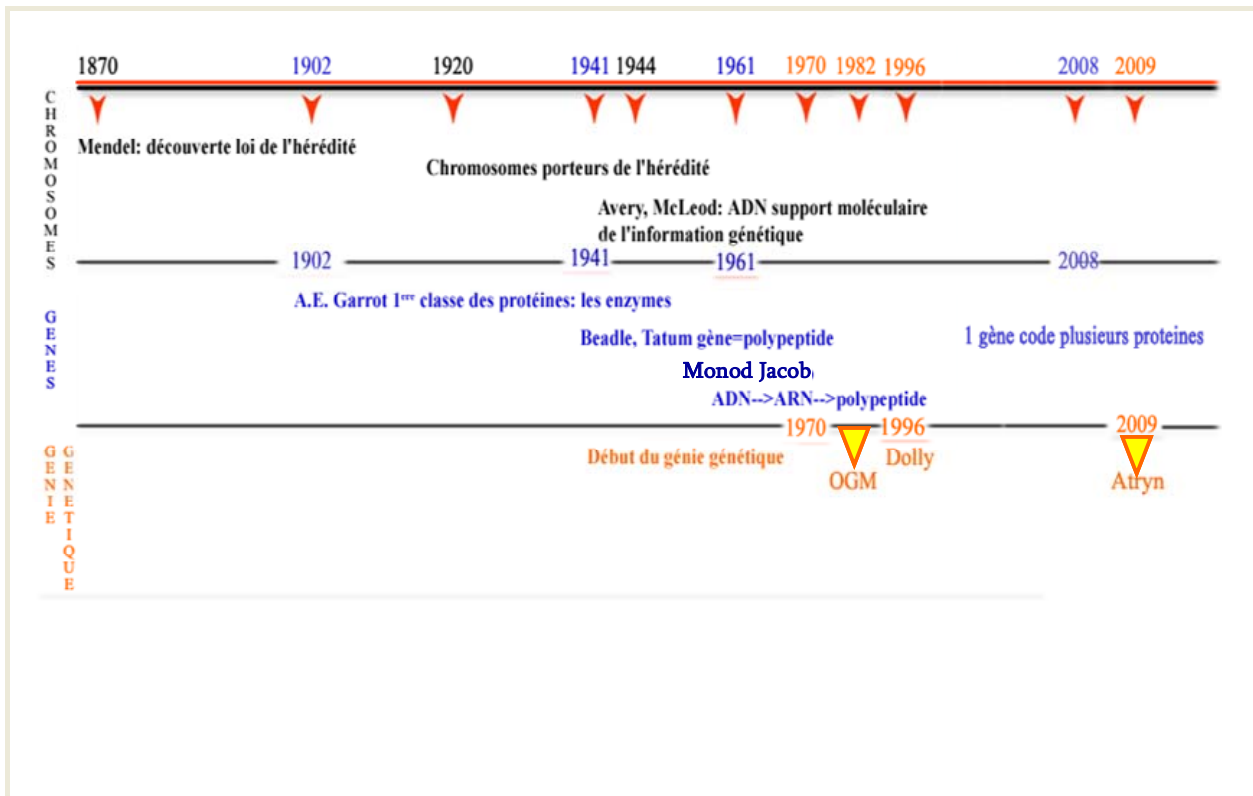 1870 1902 1920 1941 1944 1961 1970 1982 1996 2008 2009
CHROMOSOMES
Mendel: découverte loi de l'hérédité
Chromosomes porteurs de l'hérédité
Avery, McLeod: ADN support moléculaire
de l'information génétique
1902 1941 1961 2008
GENES
A.E. Garrot 1ere classe des protéines: les enzymes
Beadle, Tatum gène=polypeptide
1 gène code plusieurs proteines
Monod Jacob
ADN-->ARN-->polypeptide
1970 1996 2009
GENIE GENETIQUE
Début du génie génétique
Dolly
OGM
Atryn